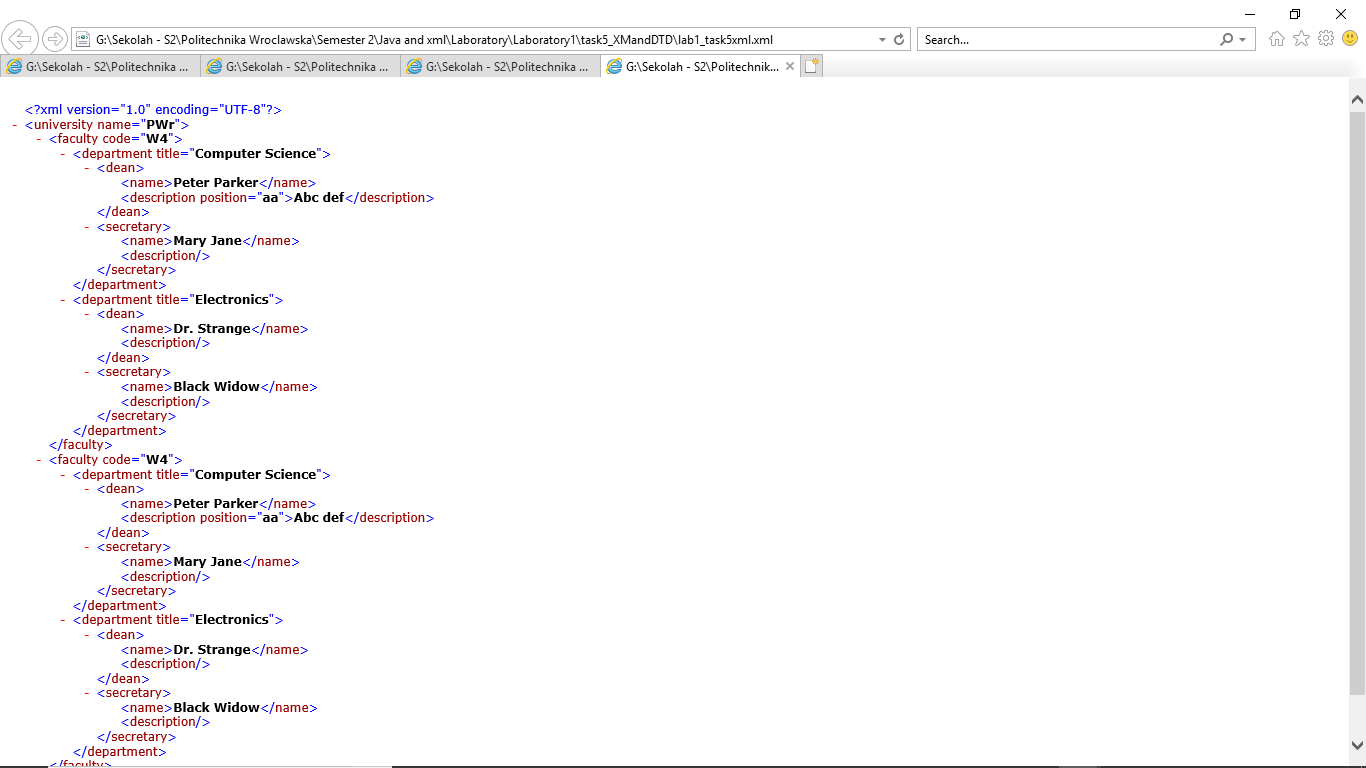 G:\Sekolah - S2\Politechnika Wroclawska\Semester 2\Java and xml\Laboratory\Laboratory1\task5_XMandDTD\lab1_task5xml.xml
Search...
G:\Sekolah - S2\Politechnika ...
G:\Sekolah - S2\Politechnika ...
G:\Sekolah - S2\Politechnika ...
G:\Sekolah - S2\Politechnik...
<?xml version="1.0" encoding="UTF-8"?>
- <university name="PWr">
- <faculty code="W4">
- <department title="Computer Science">
- <dean>
<name>Peter Parker</name>
<description position="aa">Abc def</description>
</dean>
- <secretary>
<name>Mary Jane</name>
<description/>
</secretary>
</department>
- <department title="Electronics">
- <dean>
<name>Dr. Strange</name>
<description/>
</dean>
- <secretary>
<name>Black Widow</name>
<description/>
</secretary>
</department>
</faculty>
- <faculty code="W4">
- <department title="Computer Science">
- <dean>
<name>Peter Parker</name>
<description position="aa">Abc def</description>
</dean>
- <secretary>
<name>Mary Jane</name>
<description/>
</secretary>
</department>
- <department title="Electronics">
- <dean>
<name>Dr. Strange</name>
<description/>
</dean>
- <secretary>
<name>Black Widow</name>
<description/>
</secretary>
</department>
</faculty>